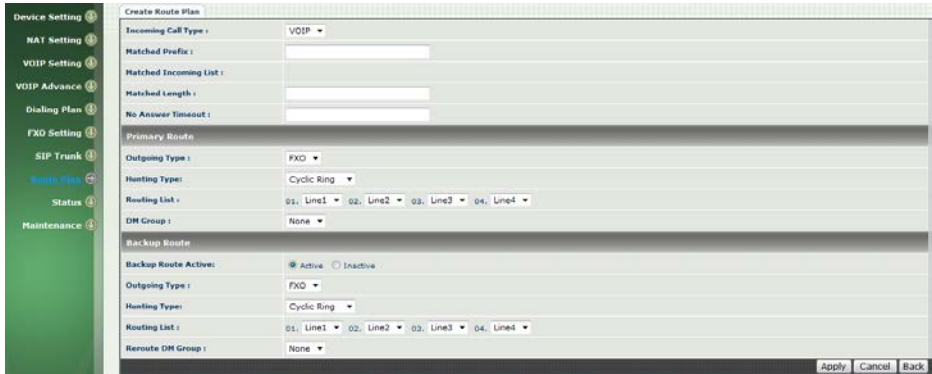 Device Setting
NAT Setting
VOIP Setting
VOIP Advance
Dialing Plan
FXO Setting
SIP Trunk
Route Plan
Status
Maintenance
Create Route Plan
Incoming Call Type : VOIP
Matched Prefix :
Matched Incoming List :
Matched Length :
No Answer Timeout :
Primary Route
Outgoing Type : FXO
Hunting Type: Cyclic Ring
Routing List : 01. Line1 02. Line2 03. Line3 04. Line4
DM Group : None
Backup Route
Backup Route Active: Active Inactive
Outgoing Type : FXO
Hunting Type: Cyclic Ring
Routing List : 01. Line1 02. Line2 03. Line3 04. Line4
Reroute DM Group : None
Apply Cancel Back